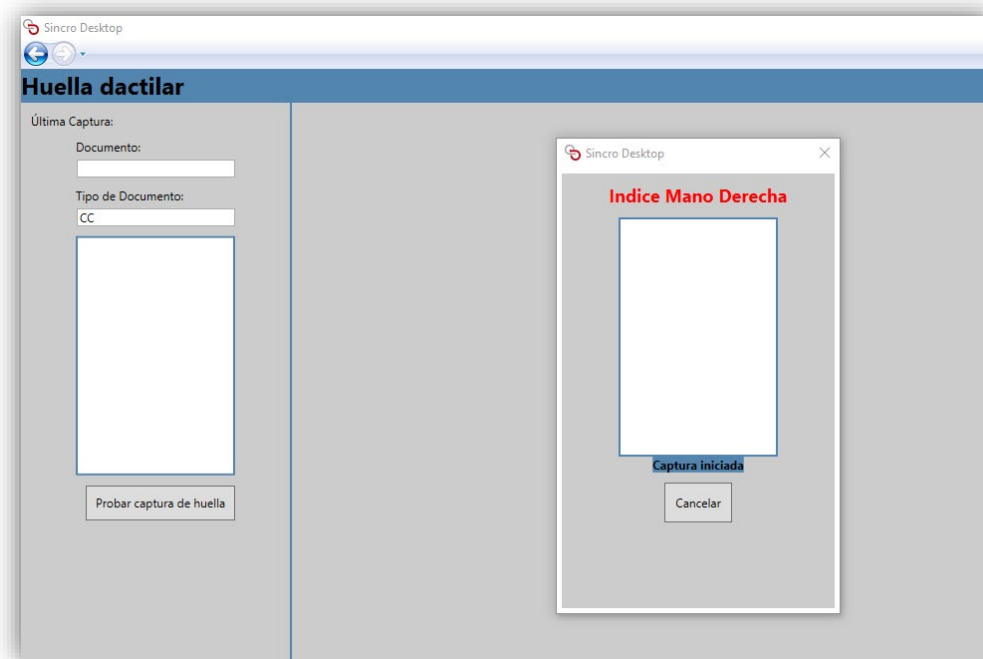 Sincro Desktop
Huella dactilar
Última Captura:
Documento:
Tipo de Documento:
CC
Probar captura de huella
Sincro Desktop
Indice Mano Derecha
Captura iniciada
Cancelar